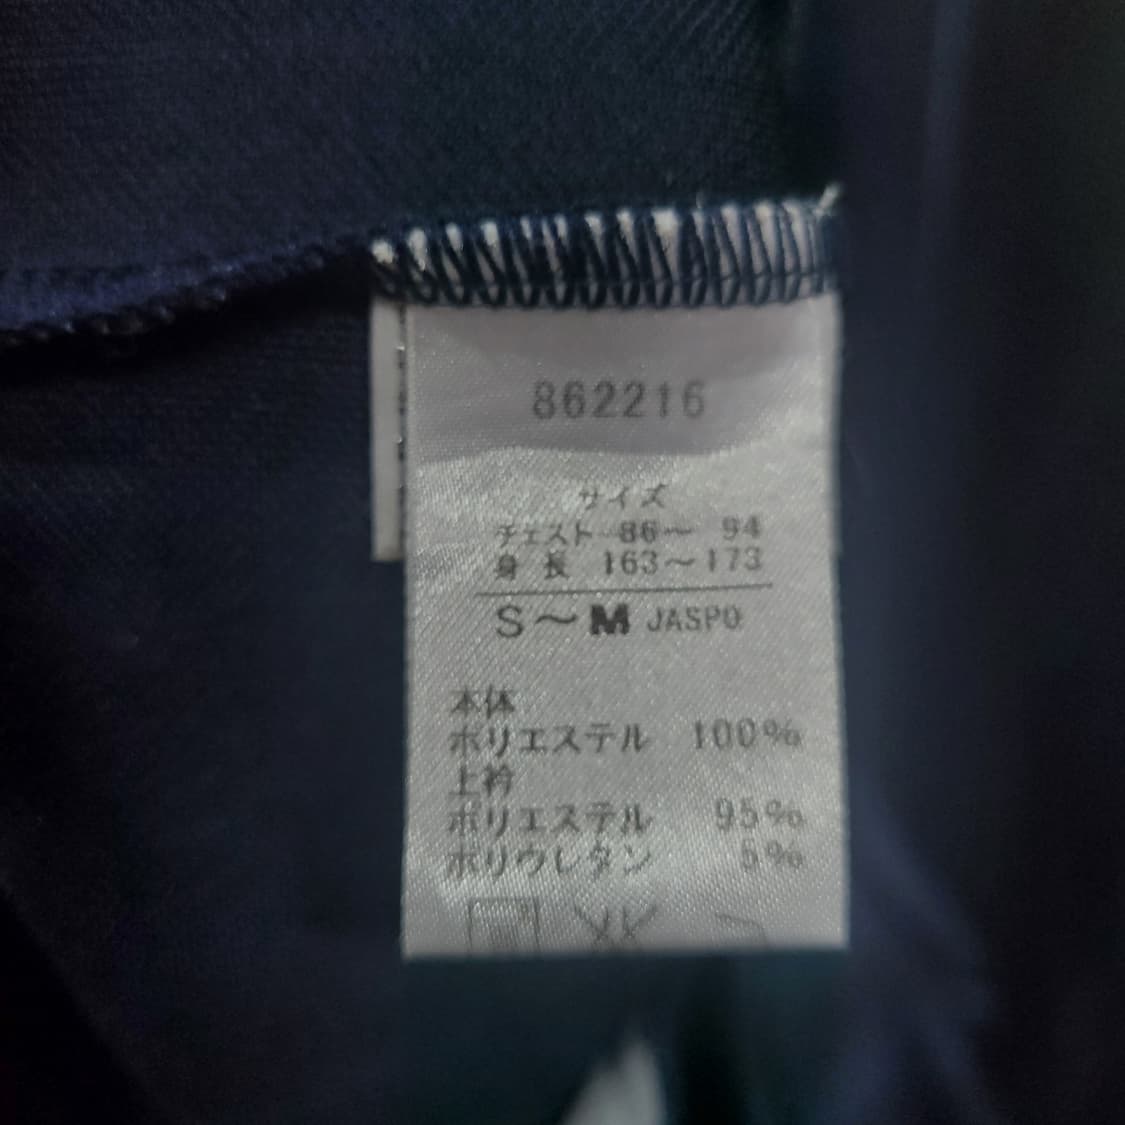 862216
サイズ
チェスト 86～ 94
身長 163～173
S～M JASPO
本体
ポリエステル 100%
上衿
ポリエステル 95%
ポリウレタン 5%